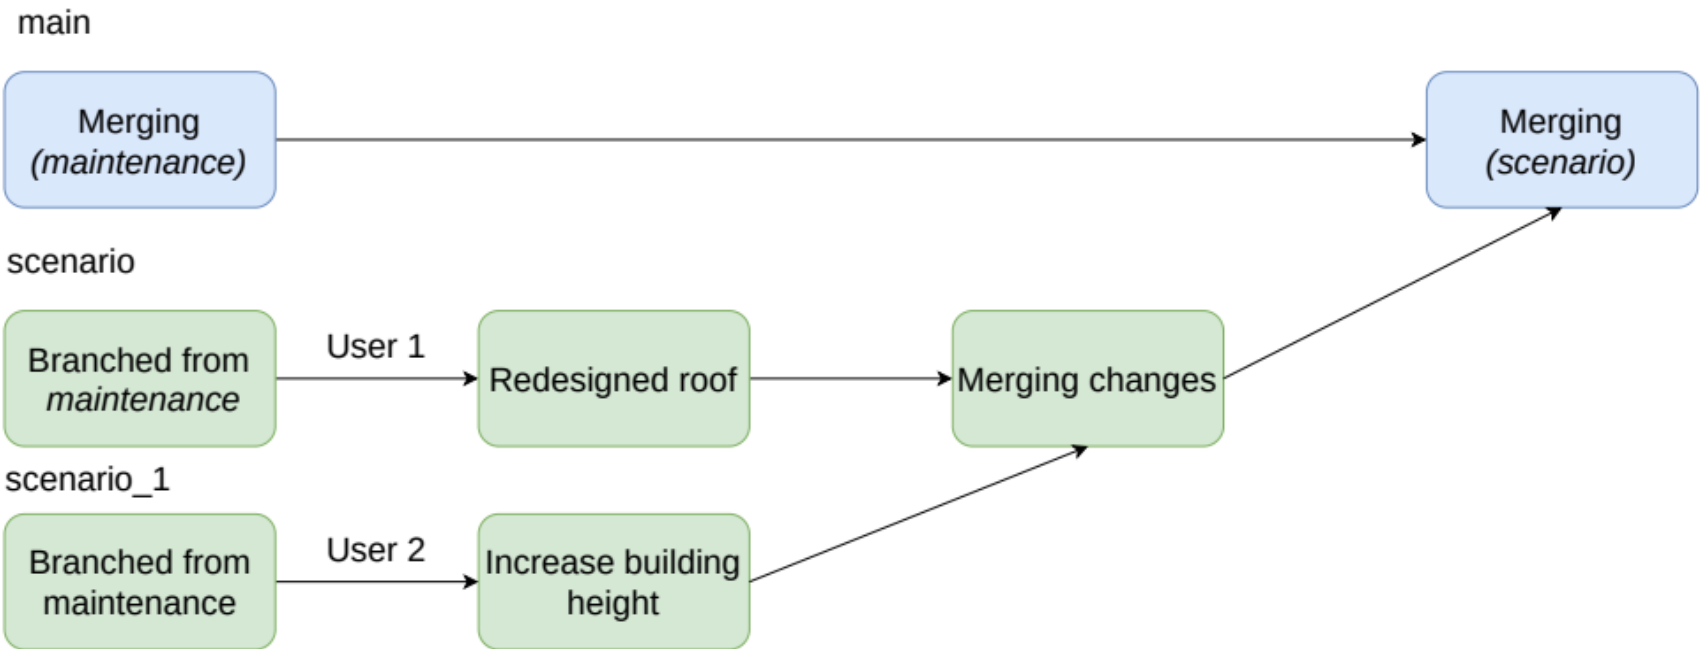 main
Merging
(maintenance)
Merging
(scenario)
scenario
Branched from
maintenance
User 1
Redesigned roof
Merging changes
scenario_1
Branched from
maintenance
User 2
Increase building
height